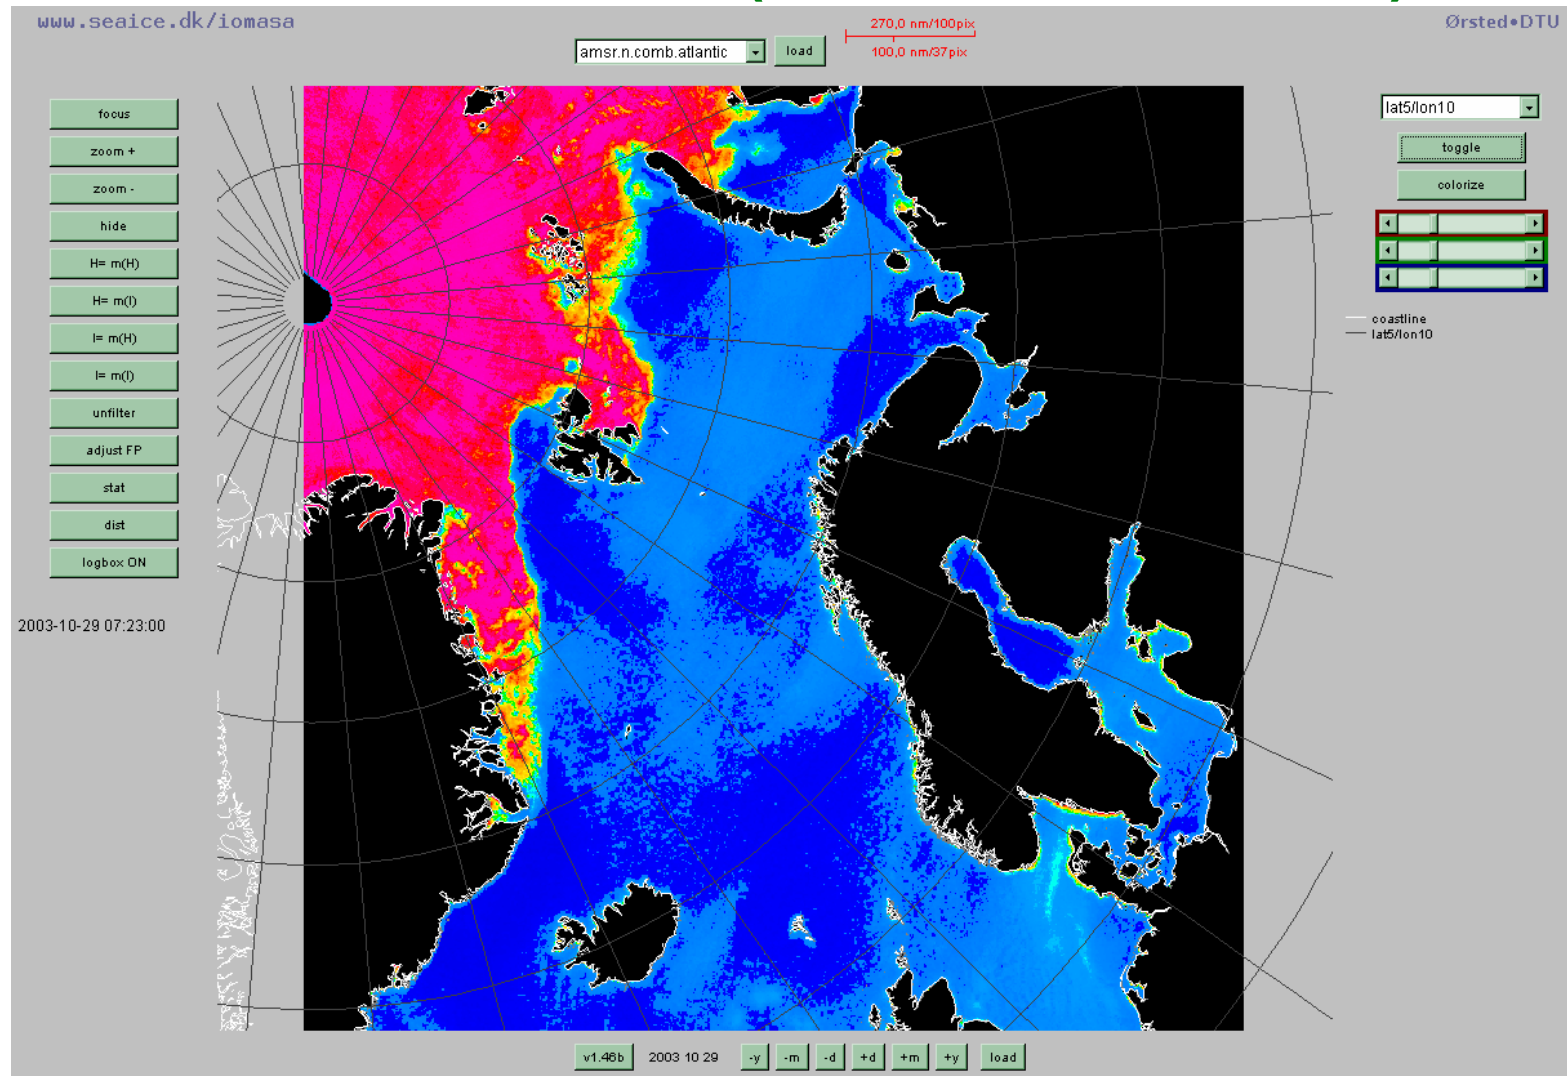 www.seaice.dk/iomasa
Ørsted•DTU
270,0 nm/100pix
100,0 nm/37pix
amsr.n.comb.atlantic
load
focus
zoom +
zoom -
hide
H= m(H)
H= m(I)
I= m(H)
I= m(I)
unfilter
adjust FP
stat
dist
logbox ON
2003-10-29 07:23:00
lat5/lon10
toggle
colorize
coastline
lat5/lon10
v1.46b
2003 10 29
-y
-m
-d
+d
+m
+y
load